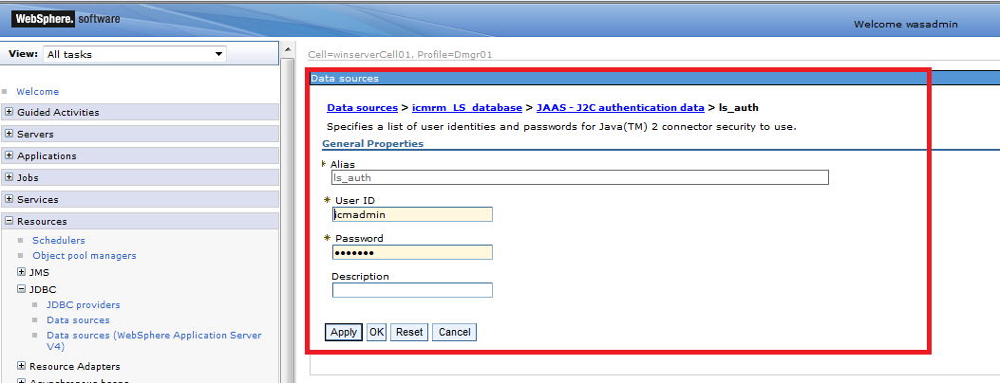 WebSphere. software
Welcome wasadmin
View: All tasks
Cell=winserverCell01, Profile=Dmgr01
Data sources
Welcome
Guided Activities
Servers
Applications
Jobs
Services
Resources
Schedulers
Object pool managers
JMS
JDBC
JDBC providers
Data sources
Data sources (WebSphere Application Server
V4)
Resource Adapters
Asynchronous beans
Data sources > icmrm_LS_database > JAAS - J2C authentication data > ls_auth
Specifies a list of user identities and passwords for Java(TM) 2 connector security to use.
General Properties
Alias
ls_auth
* User ID
icmadmin
* Password
•••••••
Description
Apply OK Reset Cancel